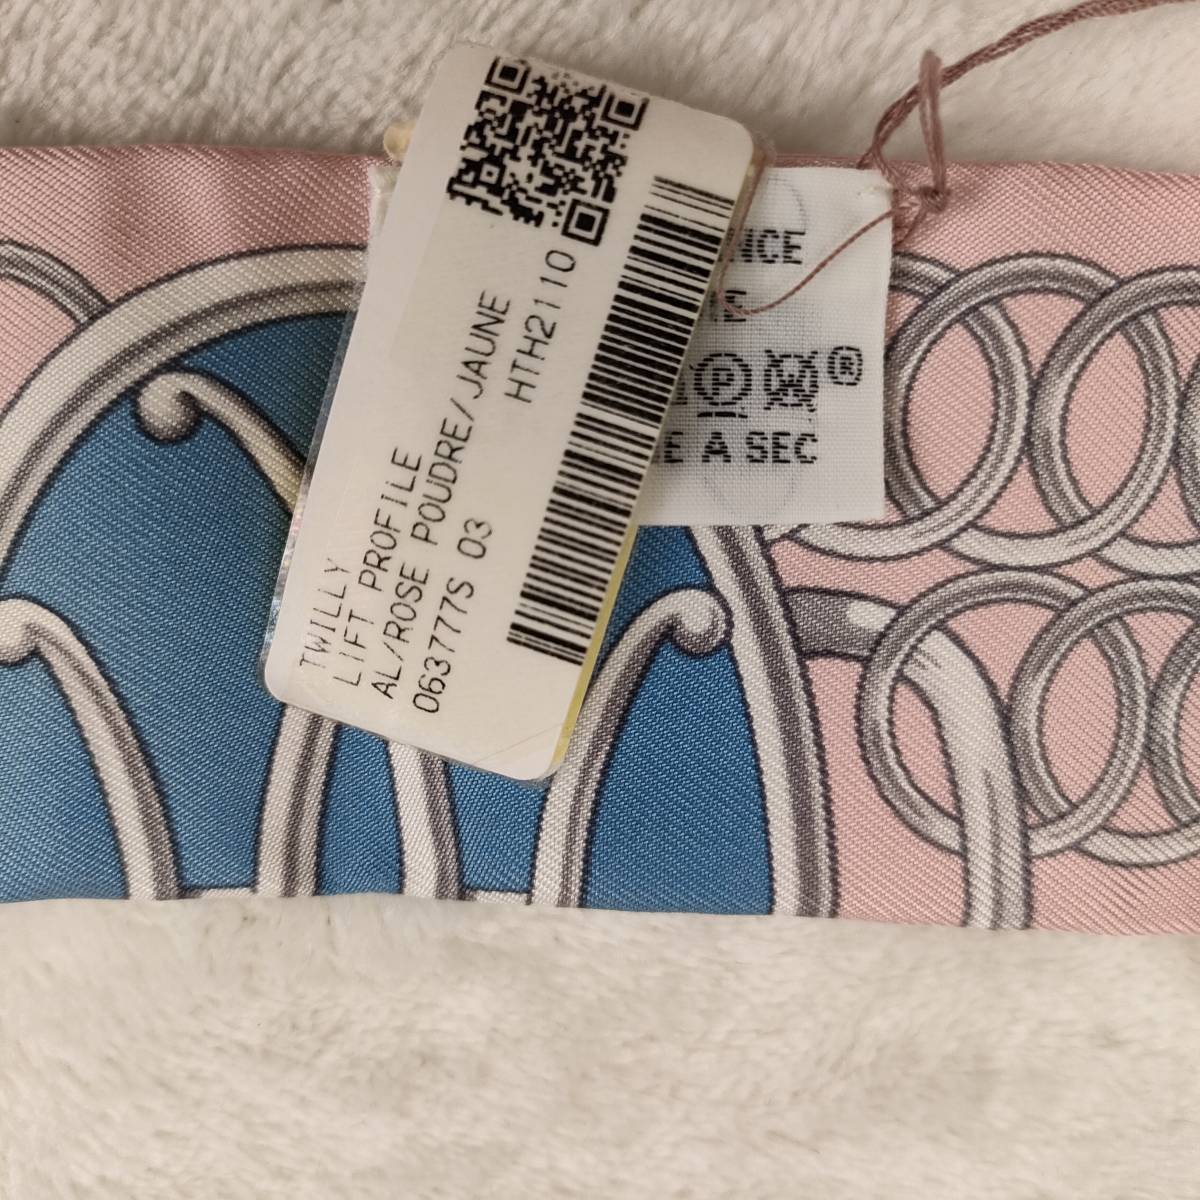 TWILLY
LIFT PROFILE
AL/ROSE POUDRE/JAUNE
063777S 03
HTH2110
NCE
A SEC
P
®